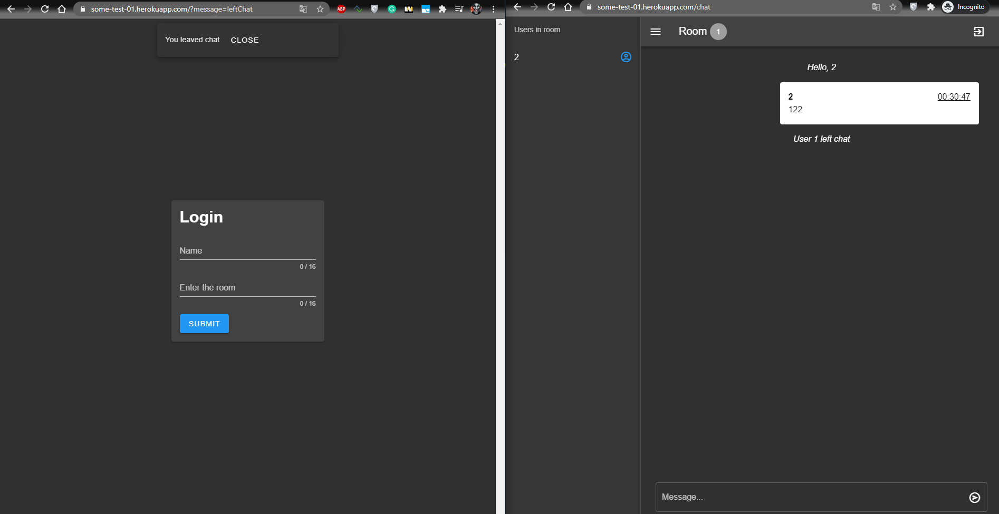 some-test-01.herokuapp.com/?message=leftChat
ABP
You leaved chat CLOSE
Login
Name
0 / 16
Enter the room
0 / 16
SUBMIT
some-test-01.herokuapp.com/chat
Incognito
Users in room
2
Room 1
Hello, 2
2 00:30:47
122
User 1 left chat
Message...